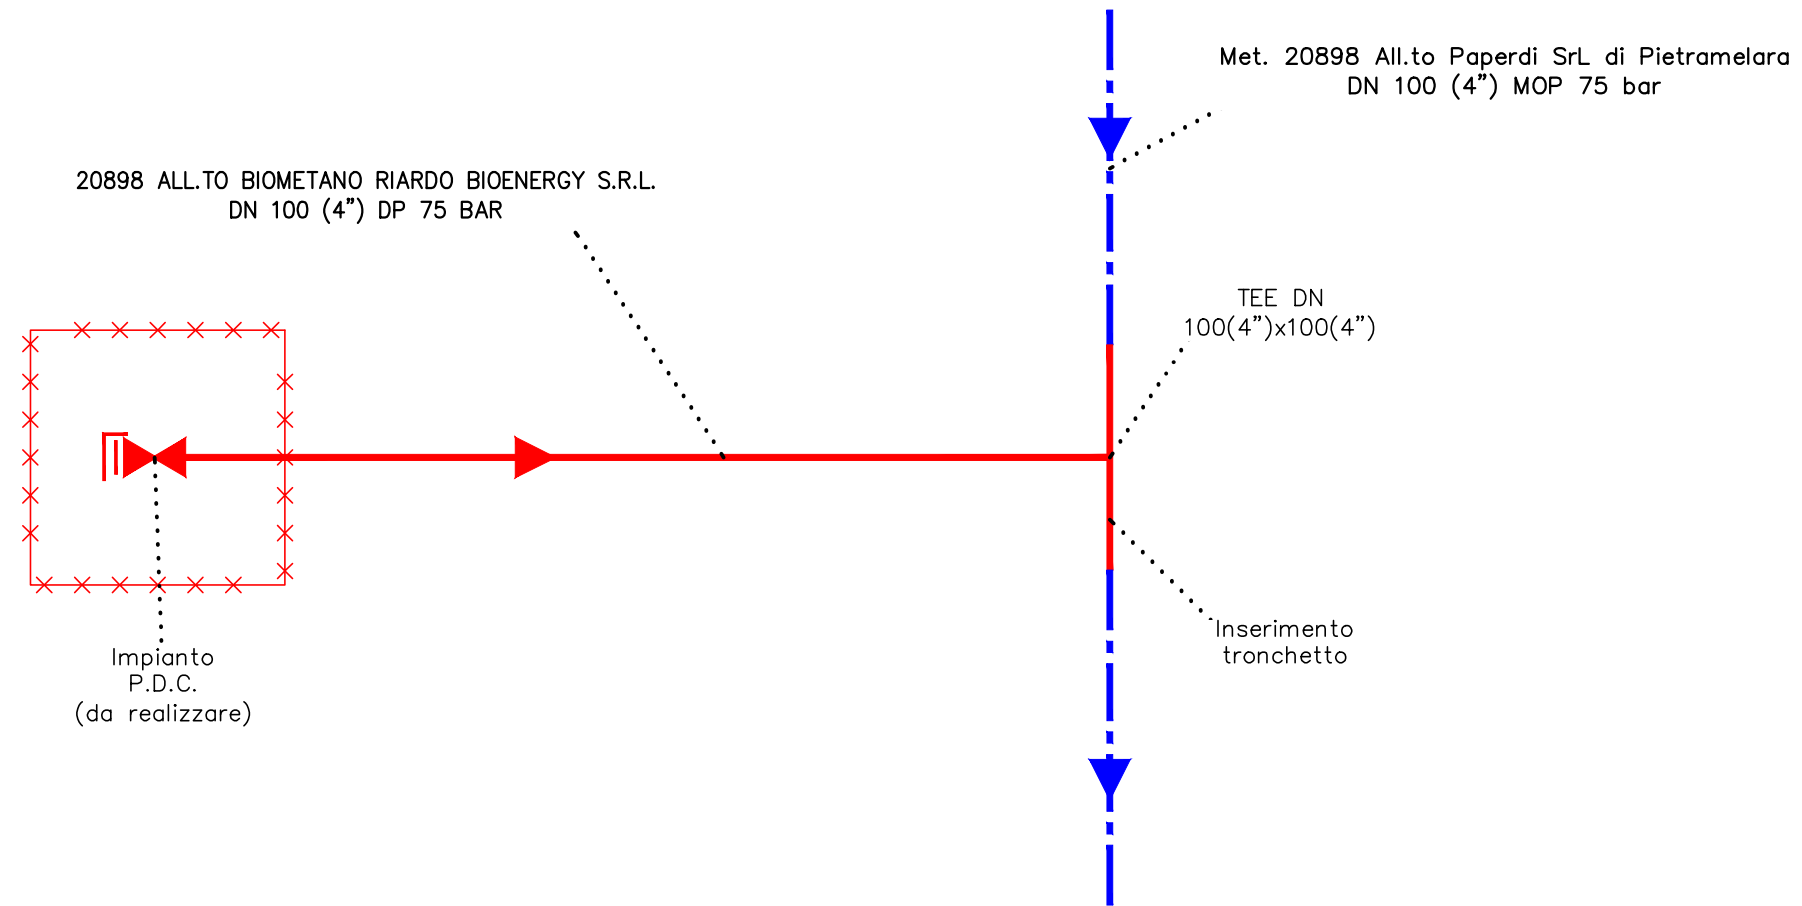 Met. 20898 All.to Paperdi SrL di Pietramelara
DN 100 (4") MOP 75 bar
20898 ALL.TO BIOMETANO RIARDO BIOENERGY S.R.L.
DN 100 (4") DP 75 BAR
TEE DN
100(4")x100(4")
Inserimento
tronchetto
Impianto
P.D.C.
(da realizzare)